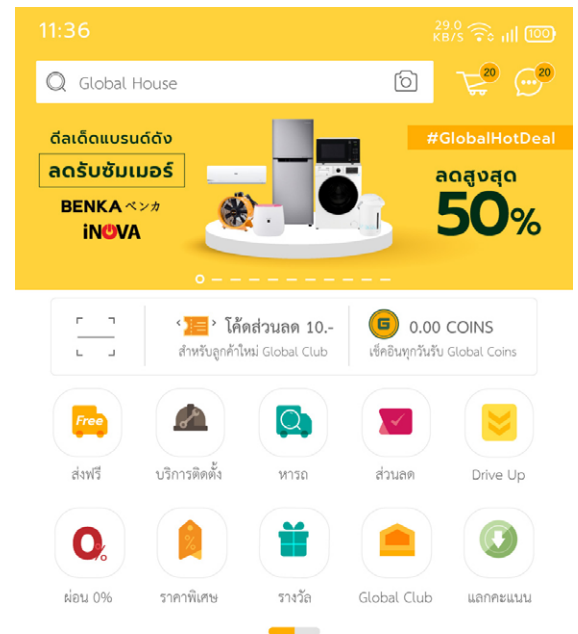 11:36
29.0
KB/S
100
Global House
20
20
ดีลเด็ดแบรนด์ดัง
ลดรับซัมเมอร์
BENKA ベンカ
iNOVA
#GlobalHotDeal
ลดสูงสุด
50%
โค้ดส่วนลด 10.-
สำหรับลูกค้าใหม่ Global Club
G
0.00 COINS
เช็คอินทุกวันรับ Global Coins
Free
ส่งฟรี
บริการติดตั้ง
หารถ
ส่วนลด
Drive Up
0%
%
ผ่อน 0%
ราคาพิเศษ
รางวัล
Global Club
แลกคะแนน